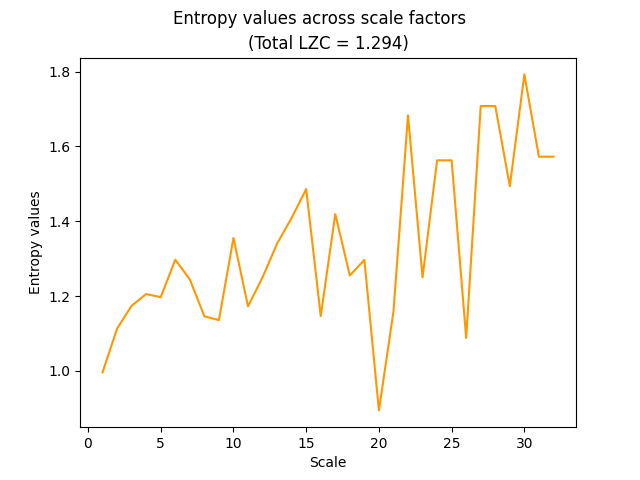 Entropy values across scale factors
(Total LZC = 1.294)
1.8
1.6
1.4
1.2
1.0
Entropy values
0 5 10 15 20 25 30
Scale